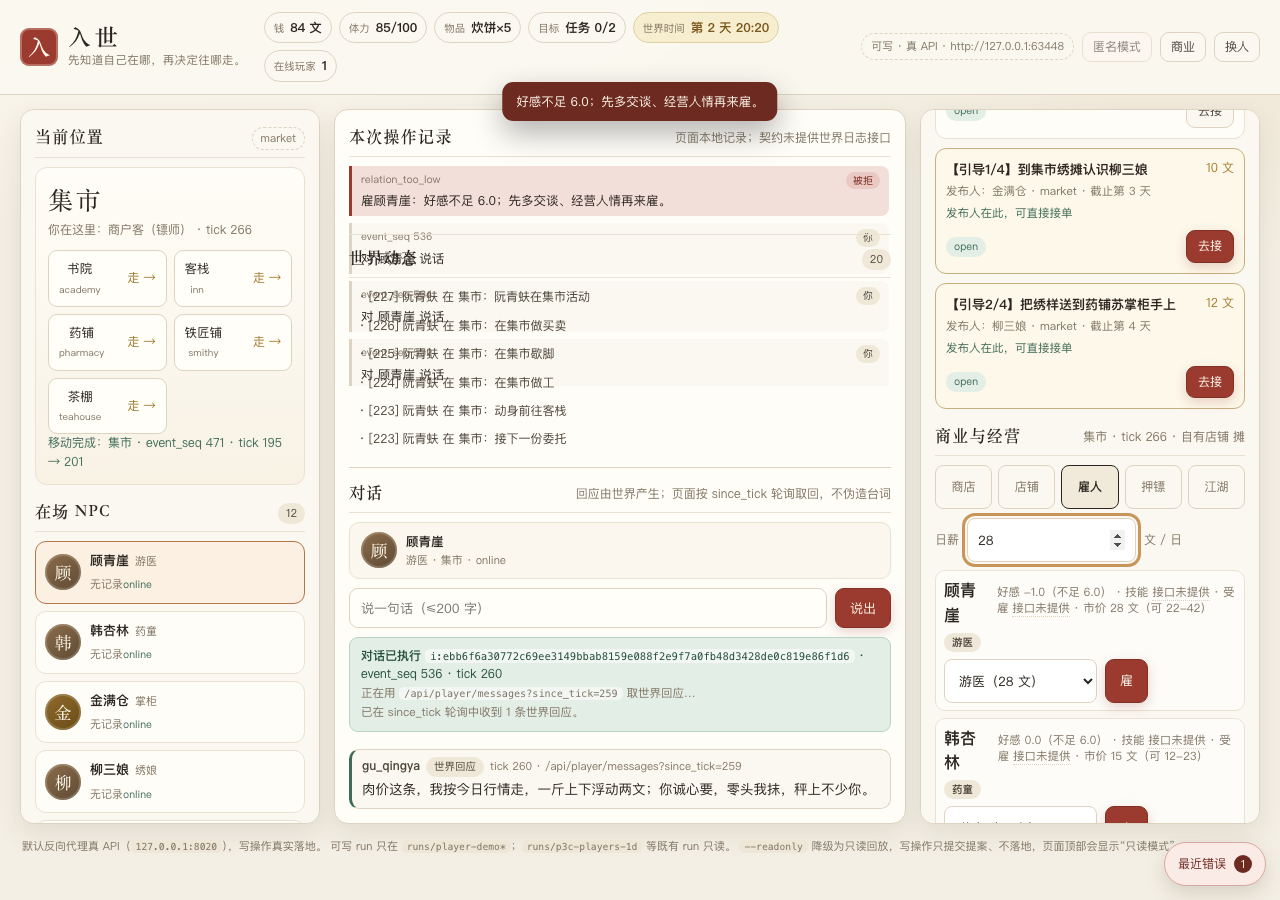 入
入世
先知道自己在哪，再决定往哪走。
钱 84 文
体力 85/100
物品 炊饼×5
目标 任务 0/2
世界时间 第 2 天 20:20
在线玩家 1
可写 · 真 API · http://127.0.0.1:63448
匿名模式
商业
换人
好感不足 6.0；先多交谈、经营人情再来雇。
当前位置
market
集市
你在这里：商户客（镖师） · tick 266
书院
academy
走 →
客栈
inn
走 →
药铺
pharmacy
走 →
铁匠铺
smithy
走 →
茶棚
teahouse
走 →
移动完成：集市 · event_seq 471 · tick 195
→ 201
在场 NPC
12
顾
顾青崖 游医
无记录online
韩
韩杏林 药童
无记录online
金
金满仓 掌柜
无记录online
柳
柳三娘 绣娘
无记录online
本次操作记录
页面本地记录；契约未提供世界日志接口
relation_too_low
被拒
雇顾青崖：好感不足 6.0；先多交谈、经营人情再来雇。
event_seq 536
你
对 顾青崖 说话
世界动态
20
你
对 顾青崖 说话
· [227] 阮青蚨 在 集市：阮青蚨在集市活动
· [226] 阮青蚨 在 集市：在集市做买卖
你
对 顾青崖 说话
· [225] 阮青蚨 在 集市：在集市歇脚
· [224] 阮青蚨 在 集市：在集市做工
· [223] 阮青蚨 在 集市：动身前往客栈
· [223] 阮青蚨 在 集市：接下一份委托
对话
回应由世界产生；页面按 since_tick 轮询取回，不伪造台词
顾
顾青崖
游医 · 集市 · online
说一句话（≤200 字）
说出
对话已执行 i:ebb6f6a30772c69ee3149bbab8159e088f2e9f7a0fb48d3428de0c819e86f1d6 ·
event_seq 536 · tick 260
正在用 /api/player/messages?since_tick=259 取世界回应…
已在 since_tick 轮询中收到 1 条世界回应。
gu_qingya 世界回应 tick 260 · /api/player/messages?since_tick=259
肉价这条，我按今日行情走，一斤上下浮动两文；你诚心要，零头我抹，秤上不少你。
open
去接
【引导1/4】到集市绣摊认识柳三娘
10 文
发布人：金满仓 · market · 截止第 3 天
发布人在此，可直接接单
open
去接
【引导2/4】把绣样送到药铺苏掌柜手上
12 文
发布人：柳三娘 · market · 截止第 4 天
发布人在此，可直接接单
open
去接
商业与经营
集市 · tick 266 · 自有店铺 摊
商店
店铺
雇人
押镖
江湖
日薪
28
文 / 日
顾青崖
游医
好感 −1.0（不足 6.0） · 技能 接口未提供 · 受
雇 接口未提供 · 市价 28 文（可 22–42）
游医（28 文）
雇
韩杏林
药童
好感 0.0（不足 6.0） · 技能 接口未提供 · 受
雇 接口未提供 · 市价 15 文（可 12–23）
默认反向代理真 API（ 127.0.0.1:8020 ），写操作真实落地。 可写 run 只在 runs/player-demo* ； runs/p3c-players-1d 等既有 run 只读。 --readonly 降级为只读回放，写操作只提交提案、不落地，页面顶部会显示“只读模式”
最近错误 1